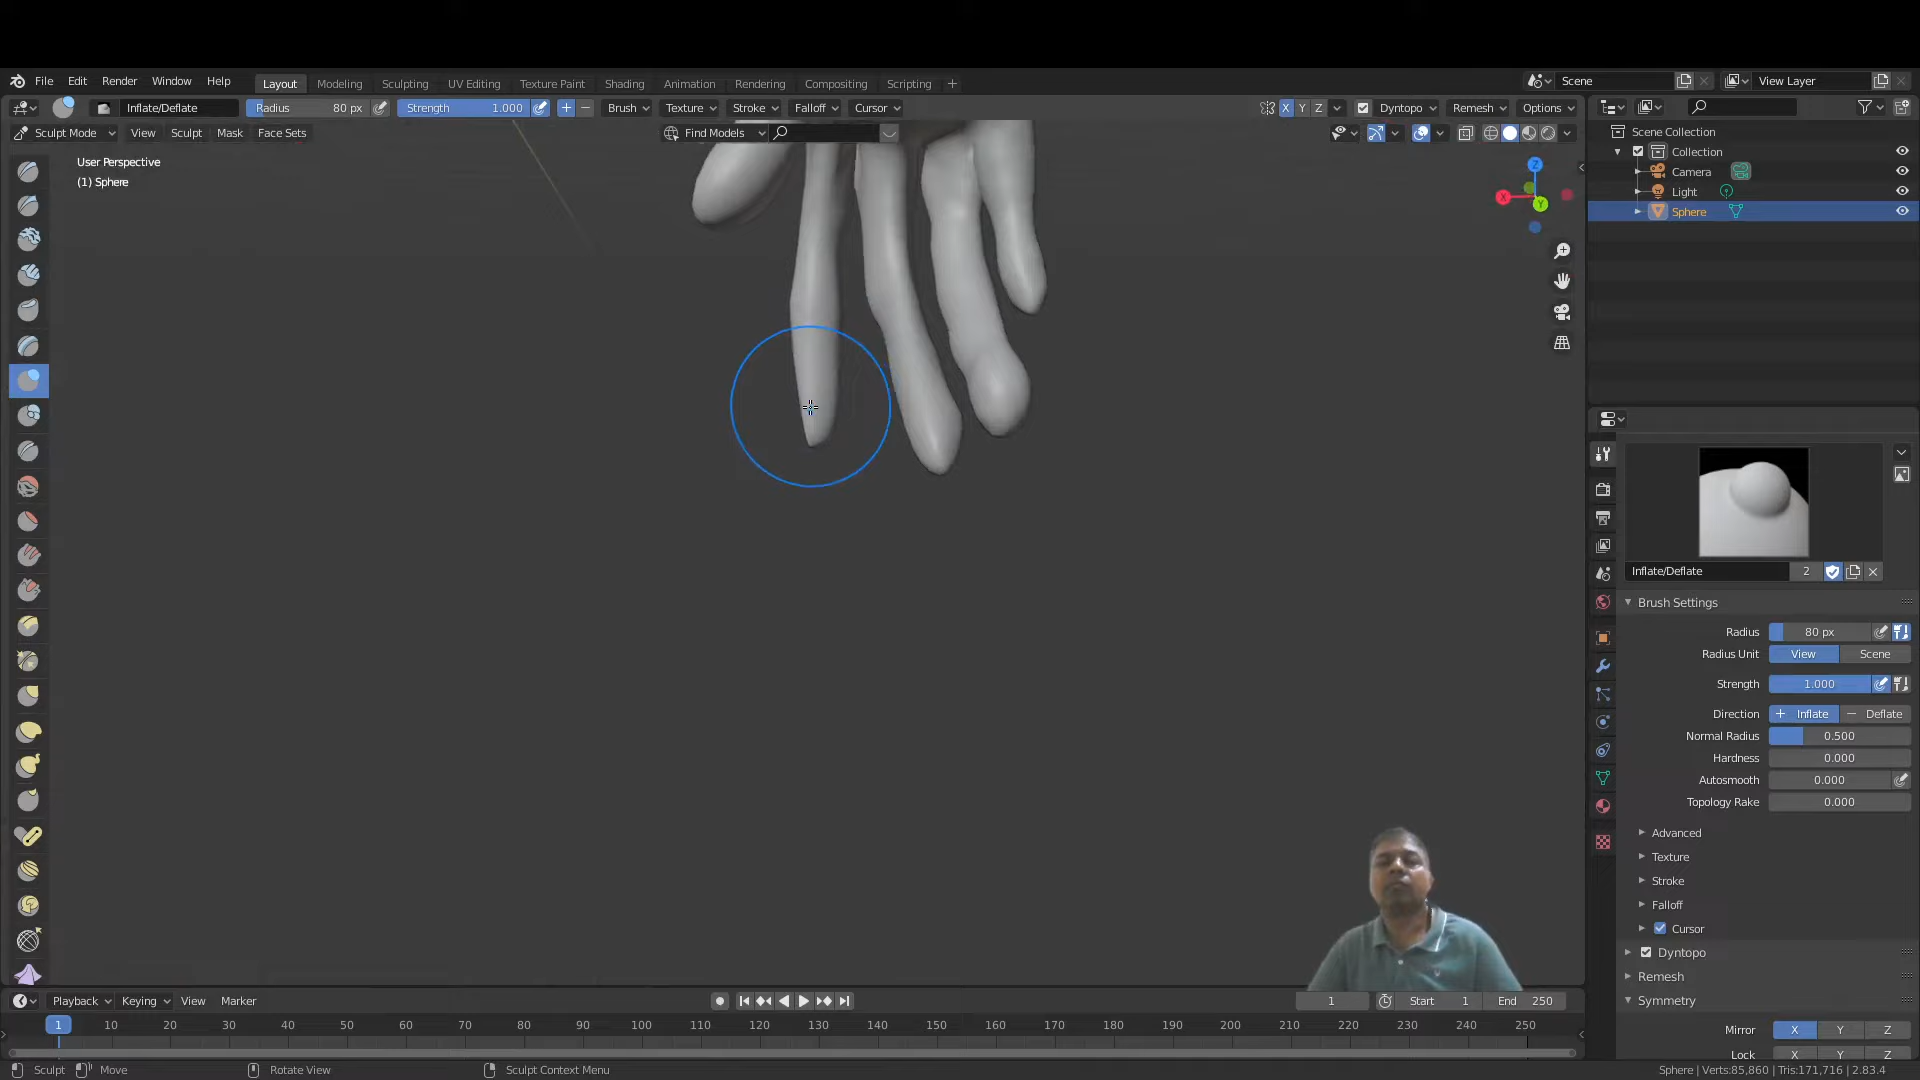 File Edit Render Window Help Layout Modeling Sculpting UV Editing Texture Paint Shading Animation Rendering Compositing Scripting + Scene View Layer
Inflate/Deflate Radius 80 px Strength 1.000 Brush Texture Stroke Falloff Cursor X Y Z Dyntopo Remesh Options
Sculpt Mode View Sculpt Mask Face Sets Find Models
User Perspective
(1) Sphere
Z
X
Y
Scene Collection
Collection
Camera
Light
Sphere
Inflate/Deflate 2
Brush Settings
Radius 80 px
Radius Unit View Scene
Strength 1.000
Direction + Inflate − Deflate
Normal Radius 0.500
Hardness 0.000
Autosmooth 0.000
Topology Rake 0.000
Advanced
Texture
Stroke
Falloff
Cursor
Dyntopo
Remesh
Symmetry
Mirror X Y Z
Lock X Y Z
Playback Keying View Marker 1 Start 1 End 250
1 10 20 30 40 50 60 70 80 90 100 110 120 130 140 150 160 170 180 190 200 210 220 230 240 250
Sculpt Move Rotate View Sculpt Context Menu Sphere | Verts:85,860 | Tris:171,716 | 2.83.4